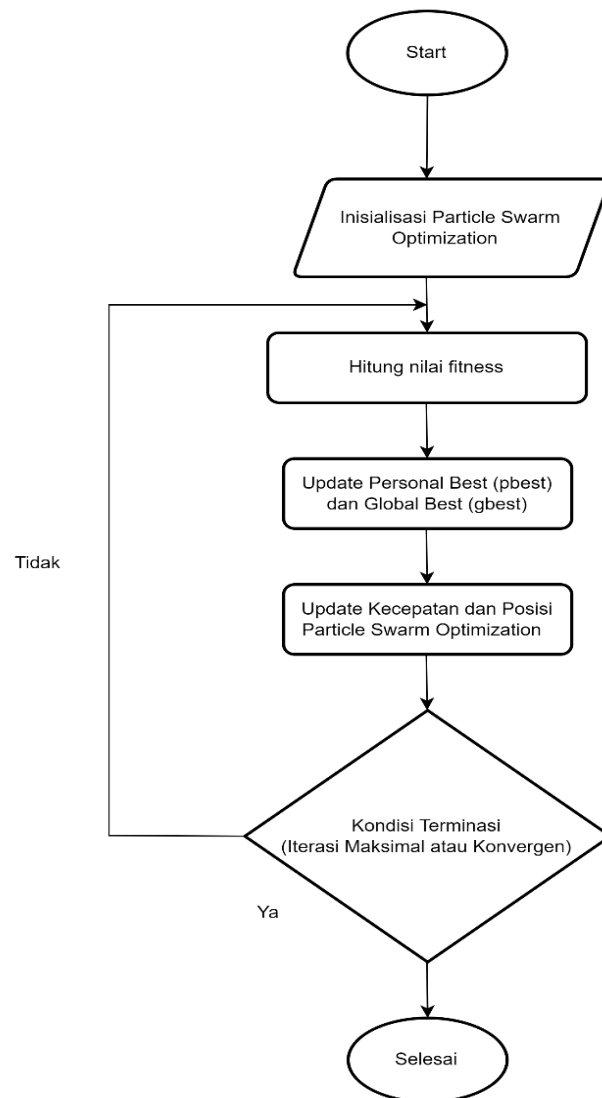 Start
Inisialisasi Particle Swarm
Optimization
Hitung nilai fitness
Update Personal Best (pbest)
dan Global Best (gbest)
Tidak
Update Kecepatan dan Posisi
Particle Swarm Optimization
Kondisi Terminasi
(Iterasi Maksimal atau Konvergen)
Ya
Selesai